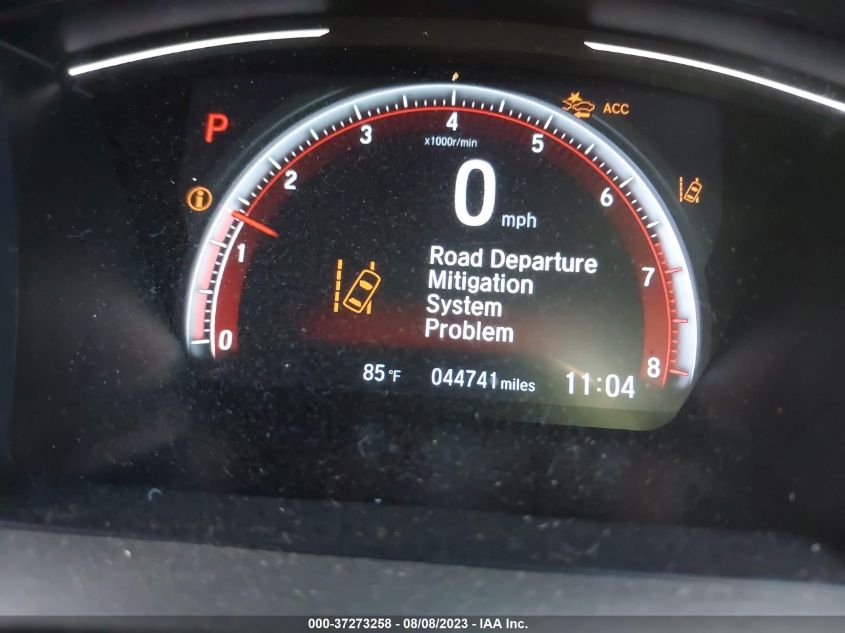 P
ACC
0
1
2
3
4
5
6
7
8
x1000r/min
0 mph
Road Departure
Mitigation
System
Problem
85°F 044741 miles 11:04
000-37273258 - 08/08/2023 - IAA Inc.